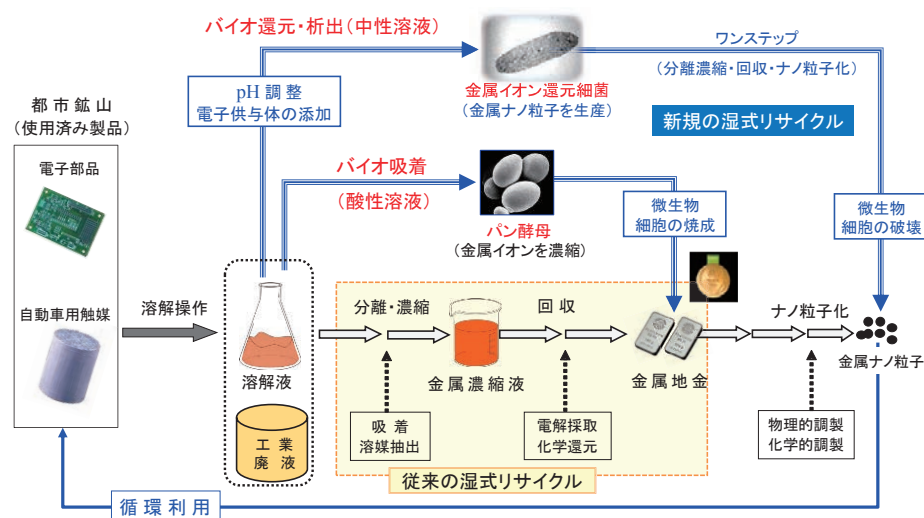 バイオ還元・析出(中性溶液)
ワンステップ
(分離濃縮・回収・ナノ粒子化)
金属イオン還元細菌
(金属ナノ粒子を生産)
pH 調整
電子供与体の添加
新規の湿式リサイクル
都市鉱山
(使用済み製品)
電子部品
自動車用触媒
バイオ吸着
(酸性溶液)
パン酵母
(金属イオンを濃縮)
微生物
細胞の焼成
微生物
細胞の破壊
溶解操作
溶解液
工業
廃液
分離・濃縮
金属濃縮液
回収
金属地金
ナノ粒子化
金属ナノ粒子
吸着
溶媒抽出
電解採取
化学還元
物理的調製
化学的調製
従来の湿式リサイクル
循環利用